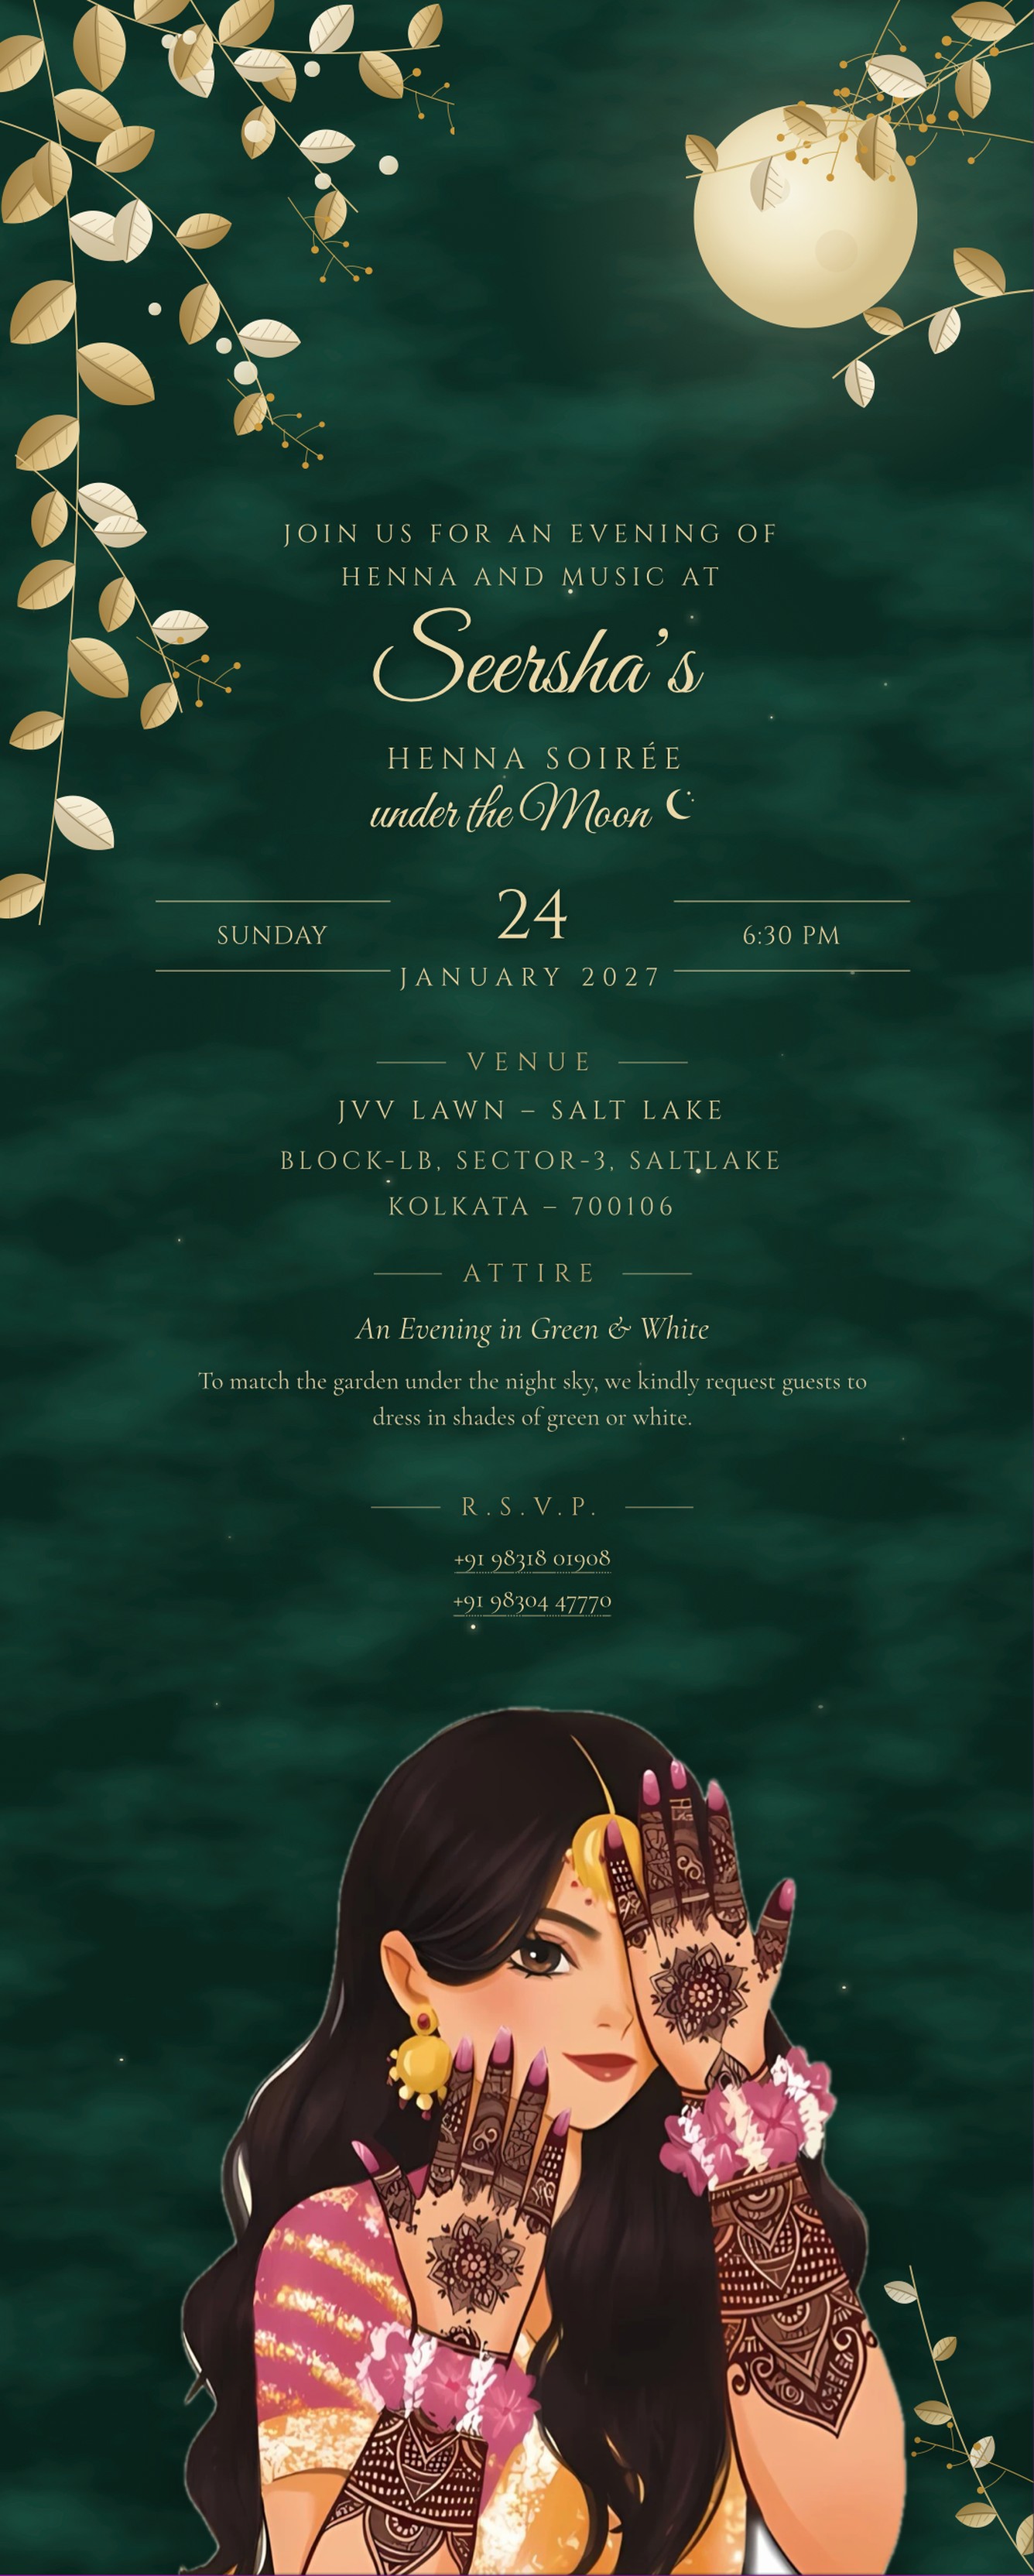 JOIN US FOR AN EVENING OF
HENNA AND MUSIC AT
Seersha's
HENNA SOIRÉE
under the Moon
SUNDAY
24
JANUARY 2027
6:30 PM
VENUE
JVV LAWN – SALT LAKE
BLOCK-LB, SECTOR-3, SALTLAKE
KOLKATA – 700106
ATTIRE
An Evening in Green & White
To match the garden under the night sky, we kindly request guests to
dress in shades of green or white.
R.S.V.P.
+91 98318 01908
+91 98304 47770